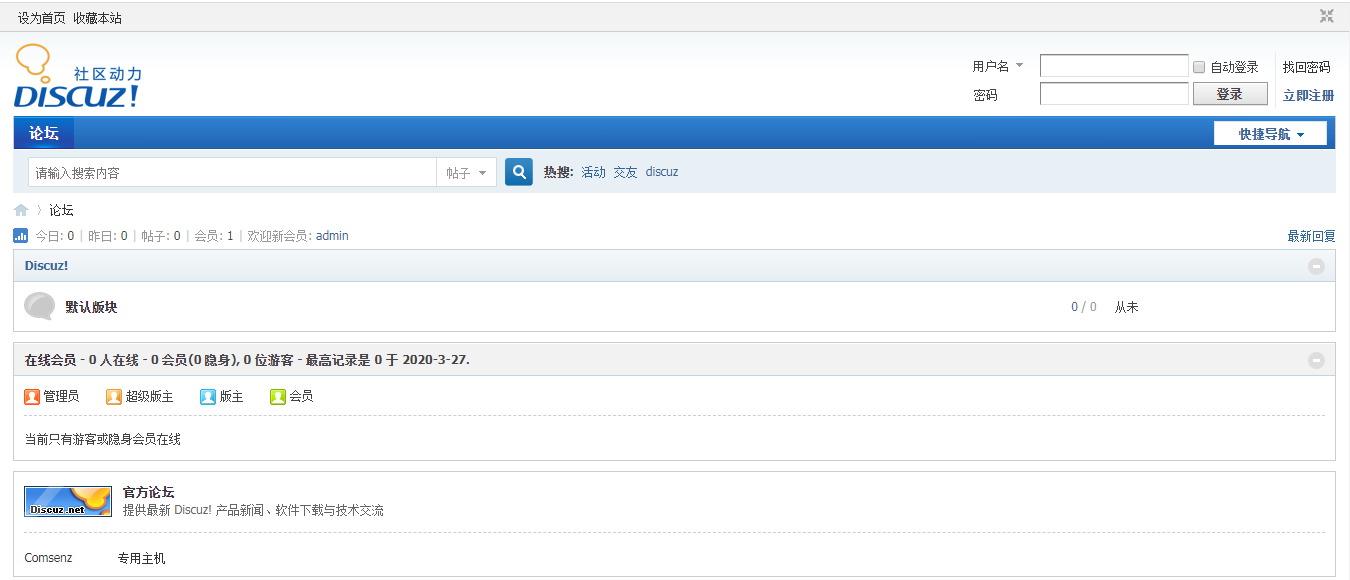 设为首页 收藏本站
社区动力
DISCUZ!
用户名 自动登录 找回密码
密码 登录 立即注册
论坛 快捷导航
请输入搜索内容 帖子 热搜: 活动 交友 discuz
论坛
今日: 0 | 昨日: 0 | 帖子: 0 | 会员: 1 | 欢迎新会员: admin 最新回复
Discuz!
默认版块 0 / 0 从未
在线会员 - 0 人在线 - 0 会员(0 隐身), 0 位游客 - 最高记录是 0 于 2020-3-27.
管理员 超级版主 版主 会员
当前只有游客或隐身会员在线
Discuz.net 官方论坛
提供最新 Discuz! 产品新闻、软件下载与技术交流
Comsenz 专用主机